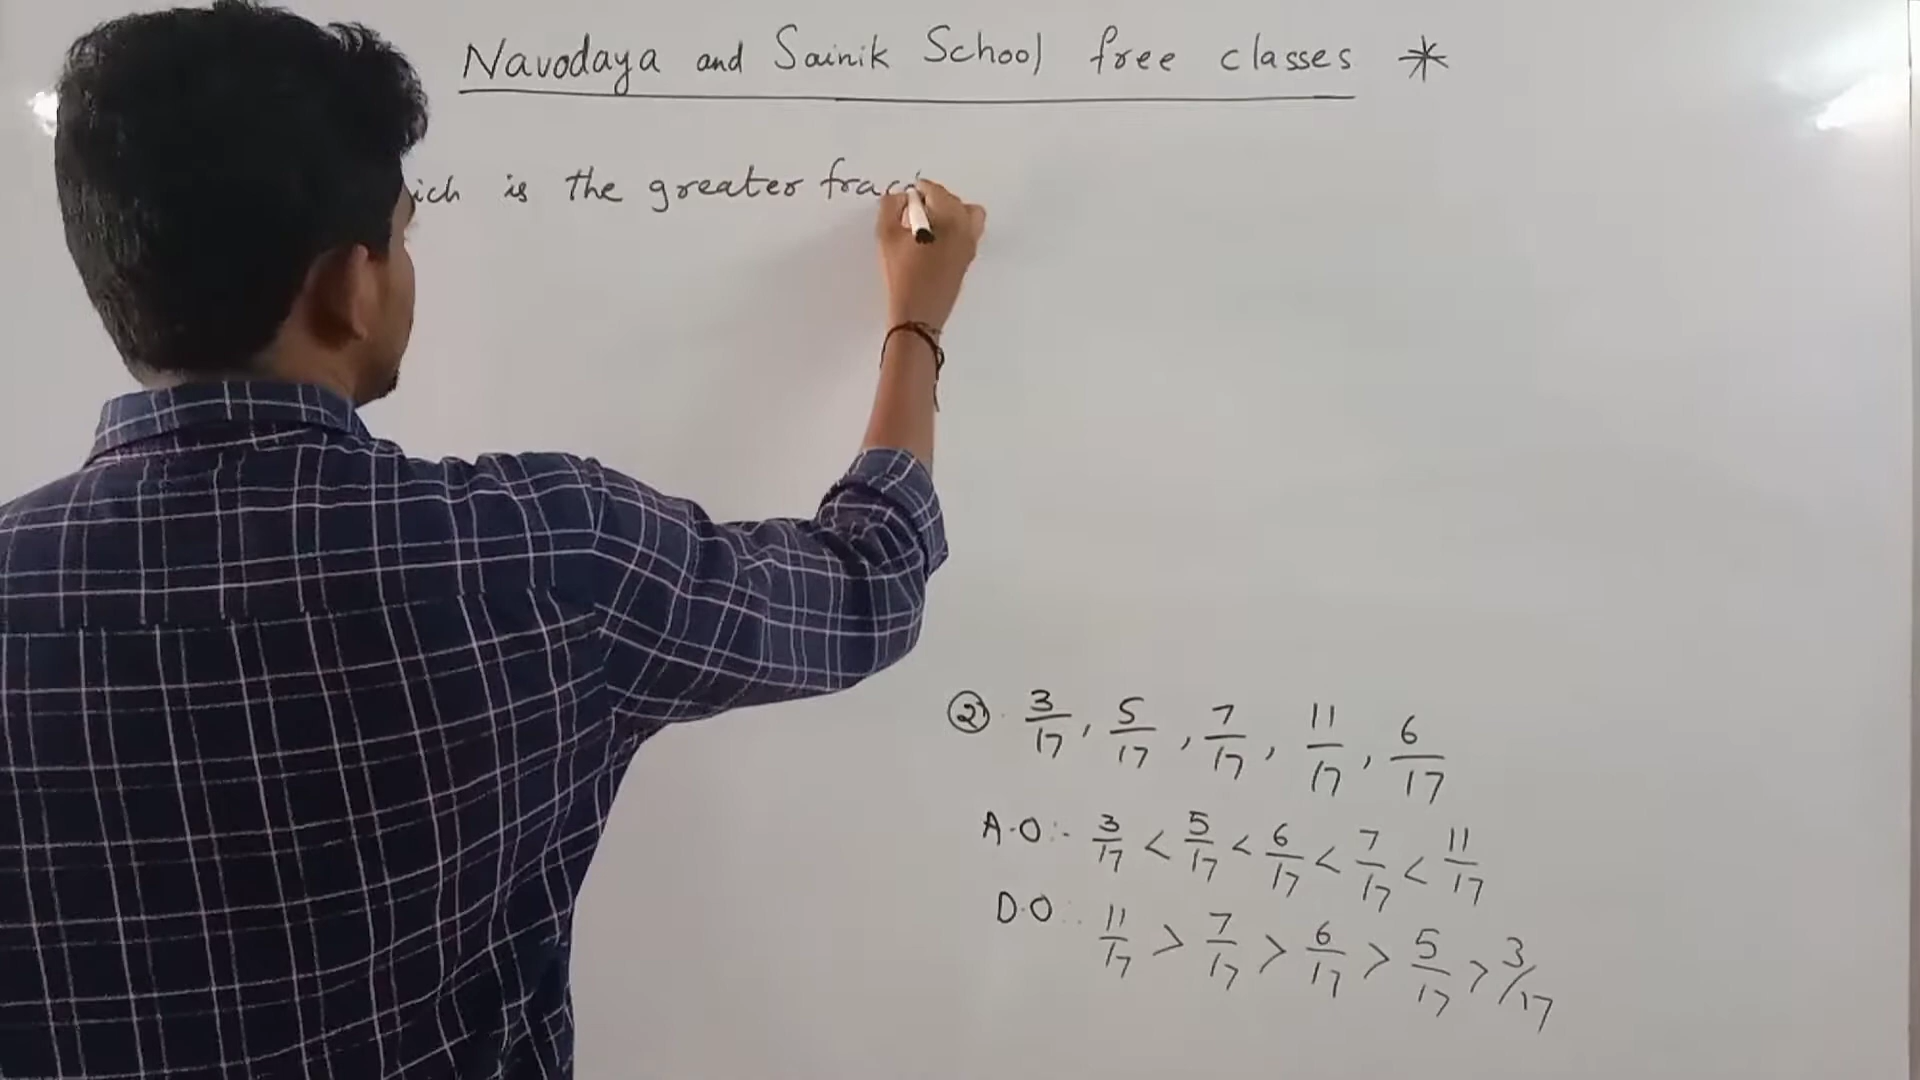 Navodaya and Sainik School free classes *
is the greater
② 3/17, 5/17, 7/17, 11/17, 6/17
A.O:- 3/17 < 5/17 < 6/17 < 7/17 < 11/17
D.O: 11/17 > 7/17 > 6/17 > 5/17 > 3/17